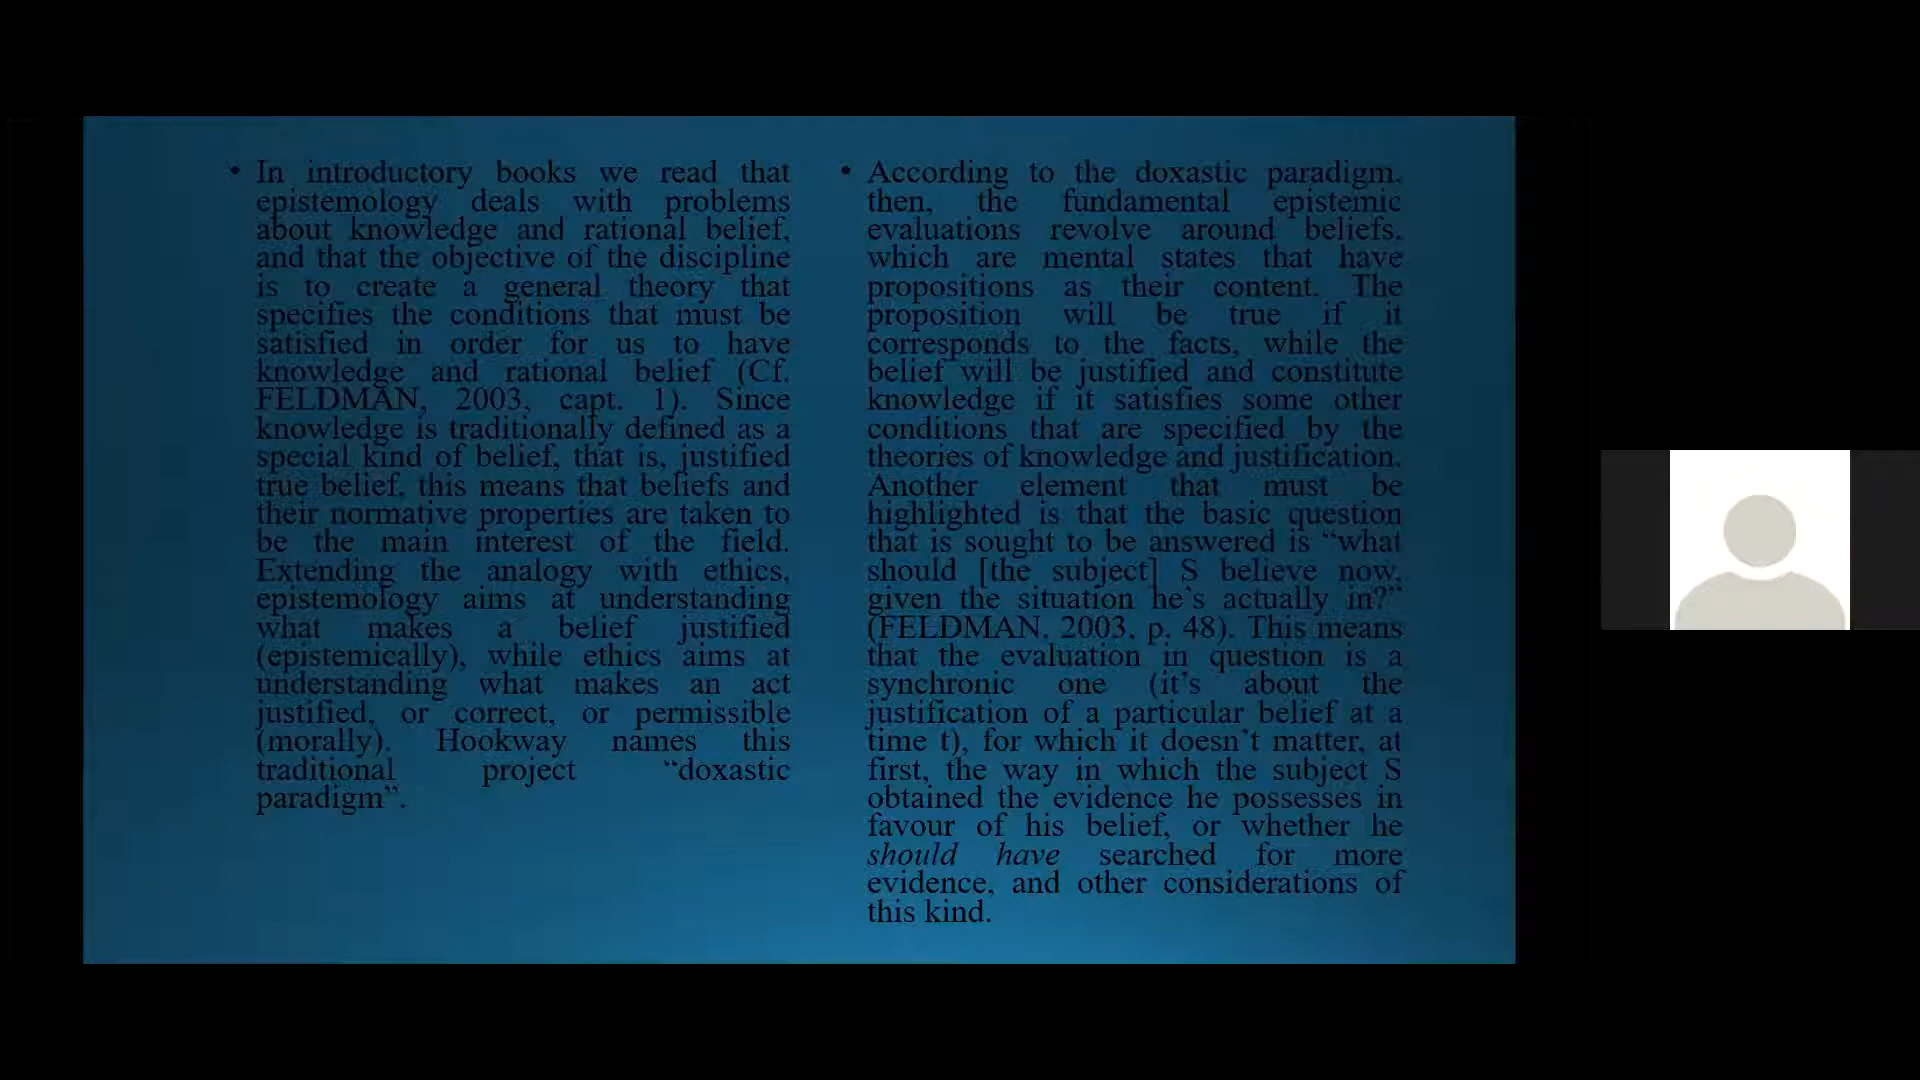 • In introductory books we read that
epistemology deals with problems
about knowledge and rational belief,
and that the objective of the discipline
is to create a general theory that
specifies the conditions that must be
satisfied in order for us to have
knowledge and rational belief (Cf.
FELDMAN, 2003, capt. 1). Since
knowledge is traditionally defined as a
special kind of belief, that is, justified
true belief, this means that beliefs and
their normative properties are taken to
be the main interest of the field.
Extending the analogy with ethics,
epistemology aims at understanding
what makes a belief justified
(epistemically), while ethics aims at
understanding what makes an act
justified, or correct, or permissible
(morally). Hookway names this
traditional project “doxastic
paradigm”.
• According to the doxastic paradigm,
then, the fundamental epistemic
evaluations revolve around beliefs,
which are mental states that have
propositions as their content. The
proposition will be true if it
corresponds to the facts, while the
belief will be justified and constitute
knowledge if it satisfies some other
conditions that are specified by the
theories of knowledge and justification.
Another element that must be
highlighted is that the basic question
that is sought to be answered is “what
should [the subject] S believe now,
given the situation he’s actually in?”
(FELDMAN, 2003, p. 48). This means
that the evaluation in question is a
synchronic one (it’s about the
justification of a particular belief at a
time t), for which it doesn’t matter, at
first, the way in which the subject S
obtained the evidence he possesses in
favour of his belief, or whether he
should have searched for more
evidence, and other considerations of
this kind.